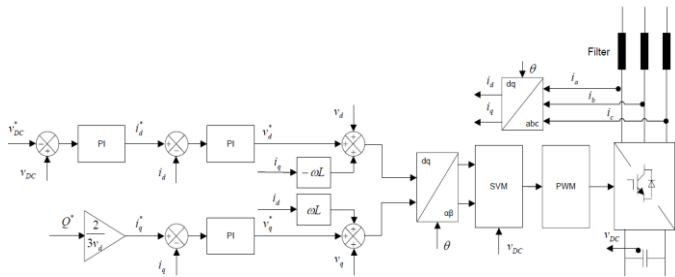 Filter
θ
i_d
i_q
dq
abc
i_a
i_b
i_c
v_d
v*_DC
i*_d
v*_d
PI
PI
v_DC
i_d
i_q
− ωL
dq
αβ
SVM
PWM
i_d
ωL
Q*
2
3v_d
i*_q
v*_q
PI
i_q
v_q
θ
v_DC
v_DC